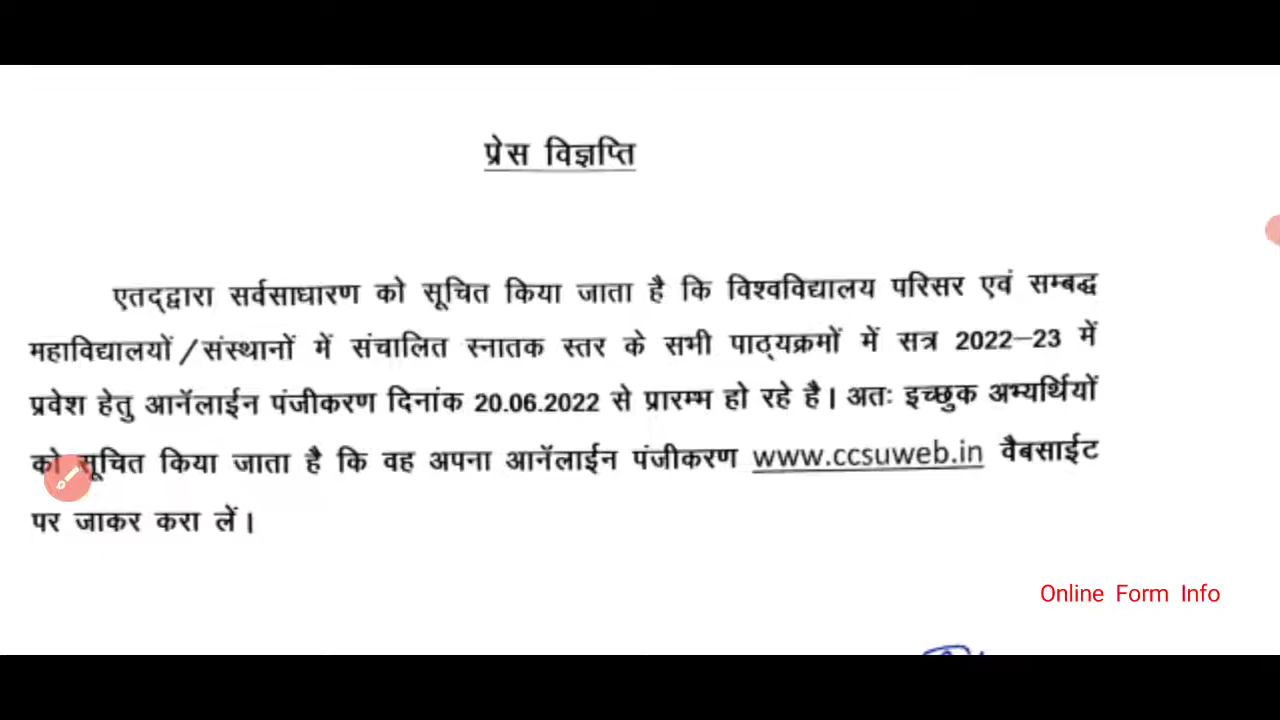 प्रेस विज्ञप्ति
एतद्द्वारा सर्वसाधारण को सूचित किया जाता है कि विश्वविद्यालय परिसर एवं सम्बद्ध
महाविद्यालयों/संस्थानों में संचालित स्नातक स्तर के सभी पाठ्यक्रमों में सत्र 2022-23 में
प्रवेश हेतु आनॅलाईन पंजीकरण दिनांक 20.06.2022 से प्रारम्भ हो रहे है। अतः इच्छुक अभ्यर्थियों
को सूचित किया जाता है कि वह अपना आनॅलाईन पंजीकरण www.ccsuweb.in वैबसाईट
पर जाकर करा लें।
Online Form Info